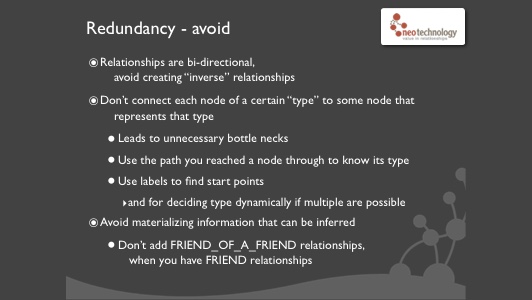 Redundancy - avoid
neotechnology
value in relationships
Relationships are bi-directional,
avoid creating “inverse” relationships
Don’t connect each node of a certain “type” to some node that
represents that type
Leads to unnecessary bottle necks
Use the path you reached a node through to know its type
Use labels to find start points
and for deciding type dynamically if multiple are possible
Avoid materializing information that can be inferred
Don’t add FRIEND_OF_A_FRIEND relationships,
when you have FRIEND relationships